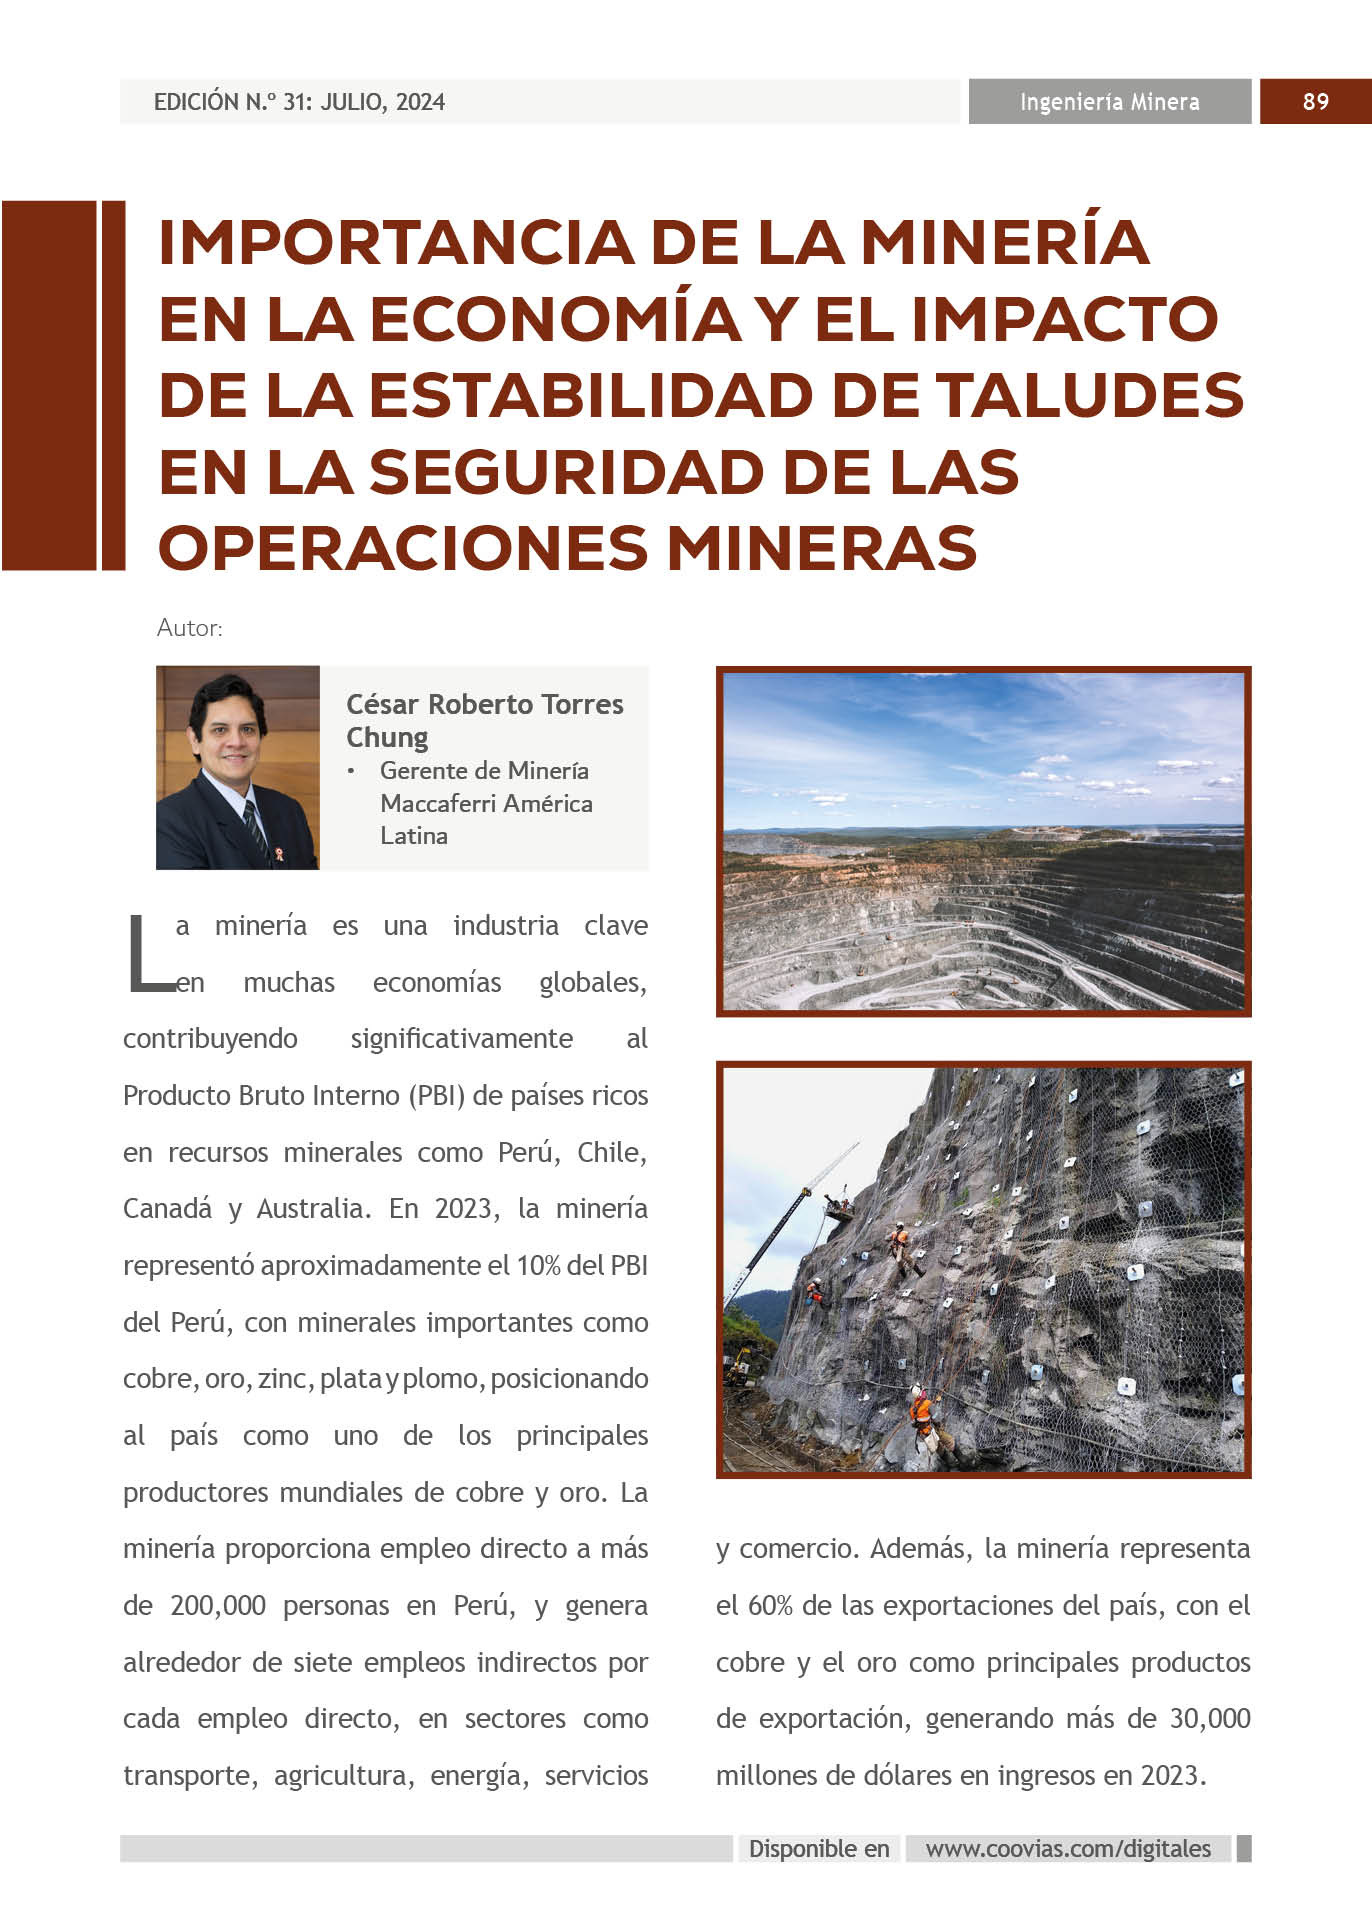 EDICIÓN N.º 31: JULIO, 2024
Ingeniería Minera
89
IMPORTANCIA DE LA MINERÍA
EN LA ECONOMÍA Y EL IMPACTO
DE LA ESTABILIDAD DE TALUDES
EN LA SEGURIDAD DE LAS
OPERACIONES MINERAS
Autor:
César Roberto Torres
Chung
• Gerente de Minería
Maccaferri América
Latina
La minería es una industria clave
en muchas economías globales,
contribuyendo significativamente al
Producto Bruto Interno (PBI) de países ricos
en recursos minerales como Perú, Chile,
Canadá y Australia. En 2023, la minería
representó aproximadamente el 10% del PBI
del Perú, con minerales importantes como
cobre, oro, zinc, plata y plomo, posicionando
al país como uno de los principales
productores mundiales de cobre y oro. La
minería proporciona empleo directo a más
de 200,000 personas en Perú, y genera
alrededor de siete empleos indirectos por
cada empleo directo, en sectores como
transporte, agricultura, energía, servicios
y comercio. Además, la minería representa
el 60% de las exportaciones del país, con el
cobre y el oro como principales productos
de exportación, generando más de 30,000
millones de dólares en ingresos en 2023.
Disponible en
www.coovias.com/digitales